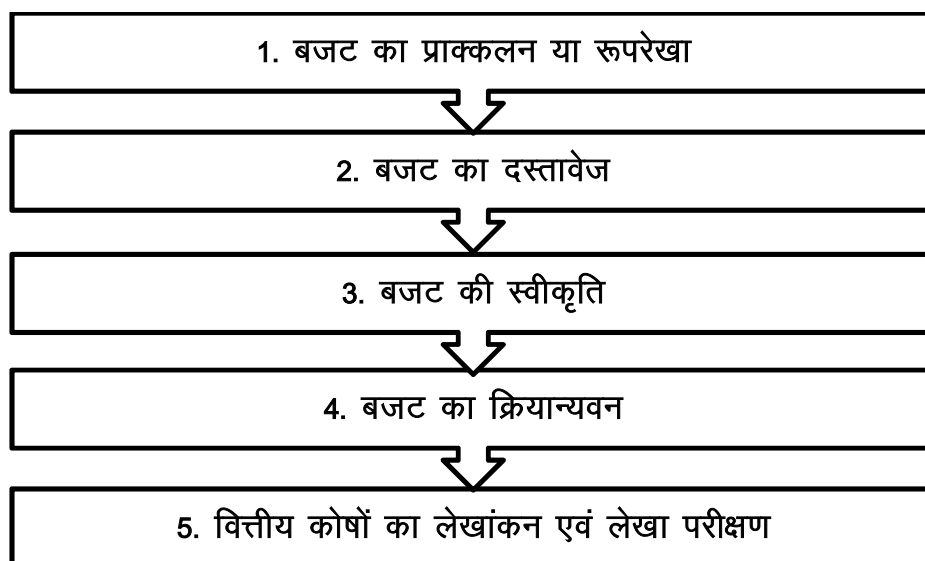 1. बजट का प्राक्कलन या रूपरेखा
2. बजट का दस्तावेज
3. बजट की स्वीकृति
4. बजट का क्रियान्यवन
5. वित्तीय कोषों का लेखांकन एवं लेखा परीक्षण